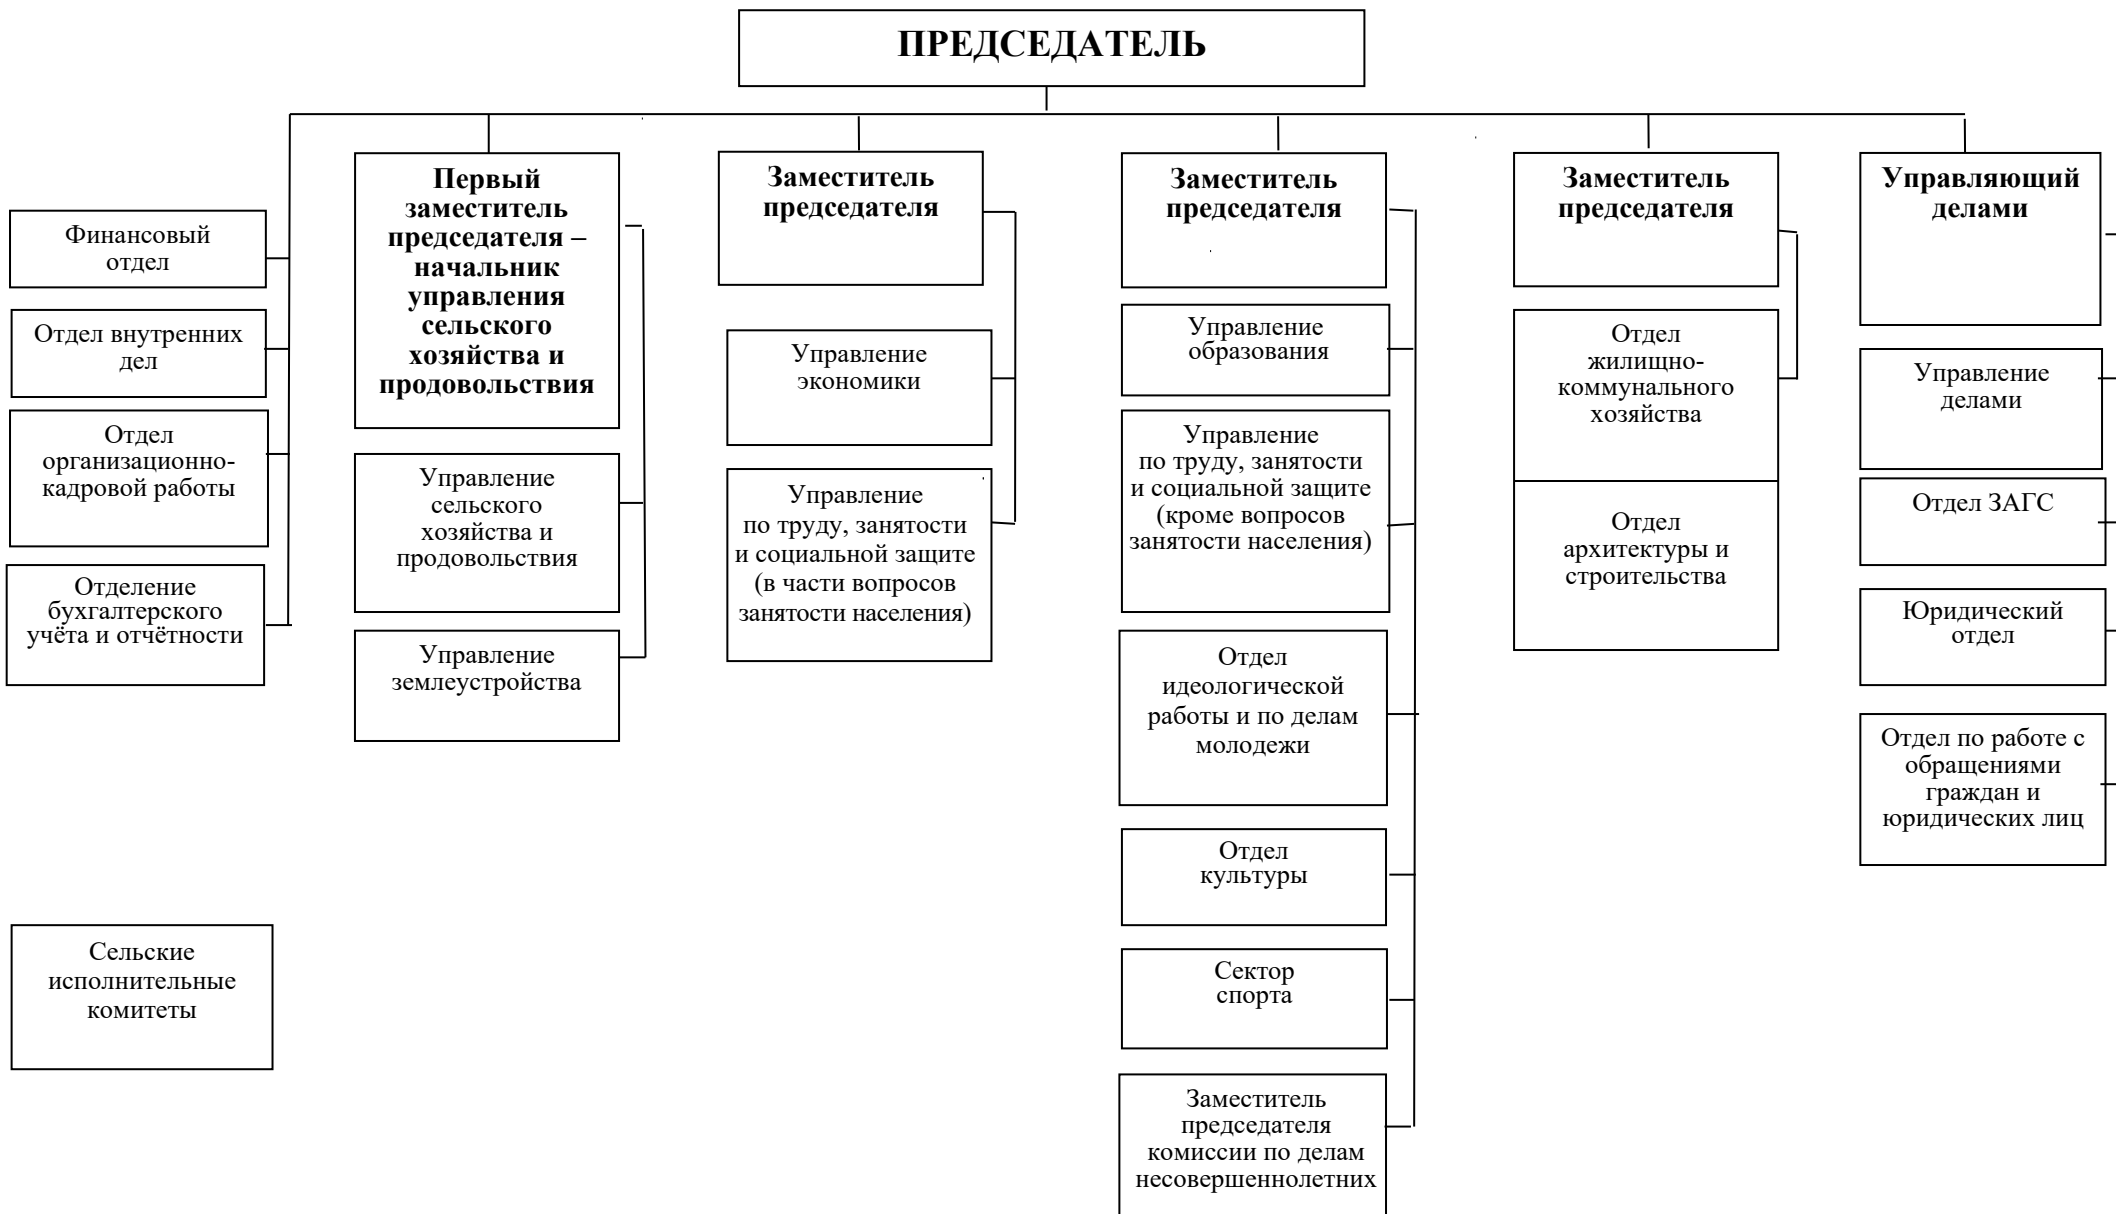 ПРЕДСЕДАТЕЛЬ
Финансовый
отдел
Отдел внутренних
дел
Отдел
организационно-
кадровой работы
Отделение
бухгалтерского
учёта и отчётности
Сельские
исполнительные
комитеты
Первый
заместитель
председателя –
начальник
управления
сельского
хозяйства и
продовольствия
Управление
сельского
хозяйства и
продовольствия
Управление
землеустройства
Заместитель
председателя
Управление
экономики
Управление
по труду, занятости
и социальной защите
(в части вопросов
занятости населения)
Заместитель
председателя
Управление
образования
Управление
по труду, занятости
и социальной защите
(кроме вопросов
занятости населения)
Отдел
идеологической
работы и по делам
молодежи
Отдел
культуры
Сектор
спорта
Заместитель
председателя
комиссии по делам
несовершеннолетних
Заместитель
председателя
Отдел
жилищно-
коммунального
хозяйства
Отдел
архитектуры и
строительства
Управляющий
делами
Управление
делами
Отдел ЗАГС
Юридический
отдел
Отдел по работе с
обращениями
граждан и
юридических лиц